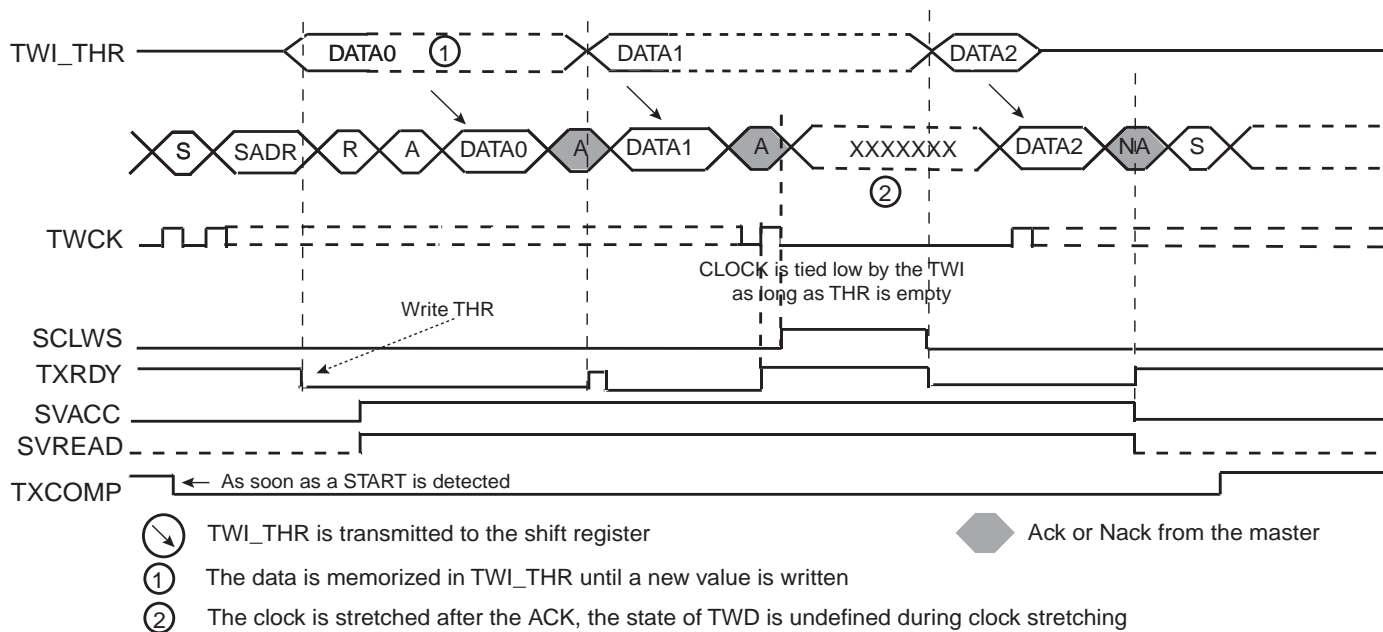 TWI_THR DATA0 1 DATA1 DATA2
S SADR R A DATA0 A DATA1 A XXXXXXX DATA2 NA S
2
TWCK
CLOCK is tied low by the TWI
as long as THR is empty
Write THR
SCLWS
TXRDY
SVACC
SVREAD
TXCOMP As soon as a START is detected
TWI_THR is transmitted to the shift register Ack or Nack from the master
1 The data is memorized in TWI_THR until a new value is written
2 The clock is stretched after the ACK, the state of TWD is undefined during clock stretching